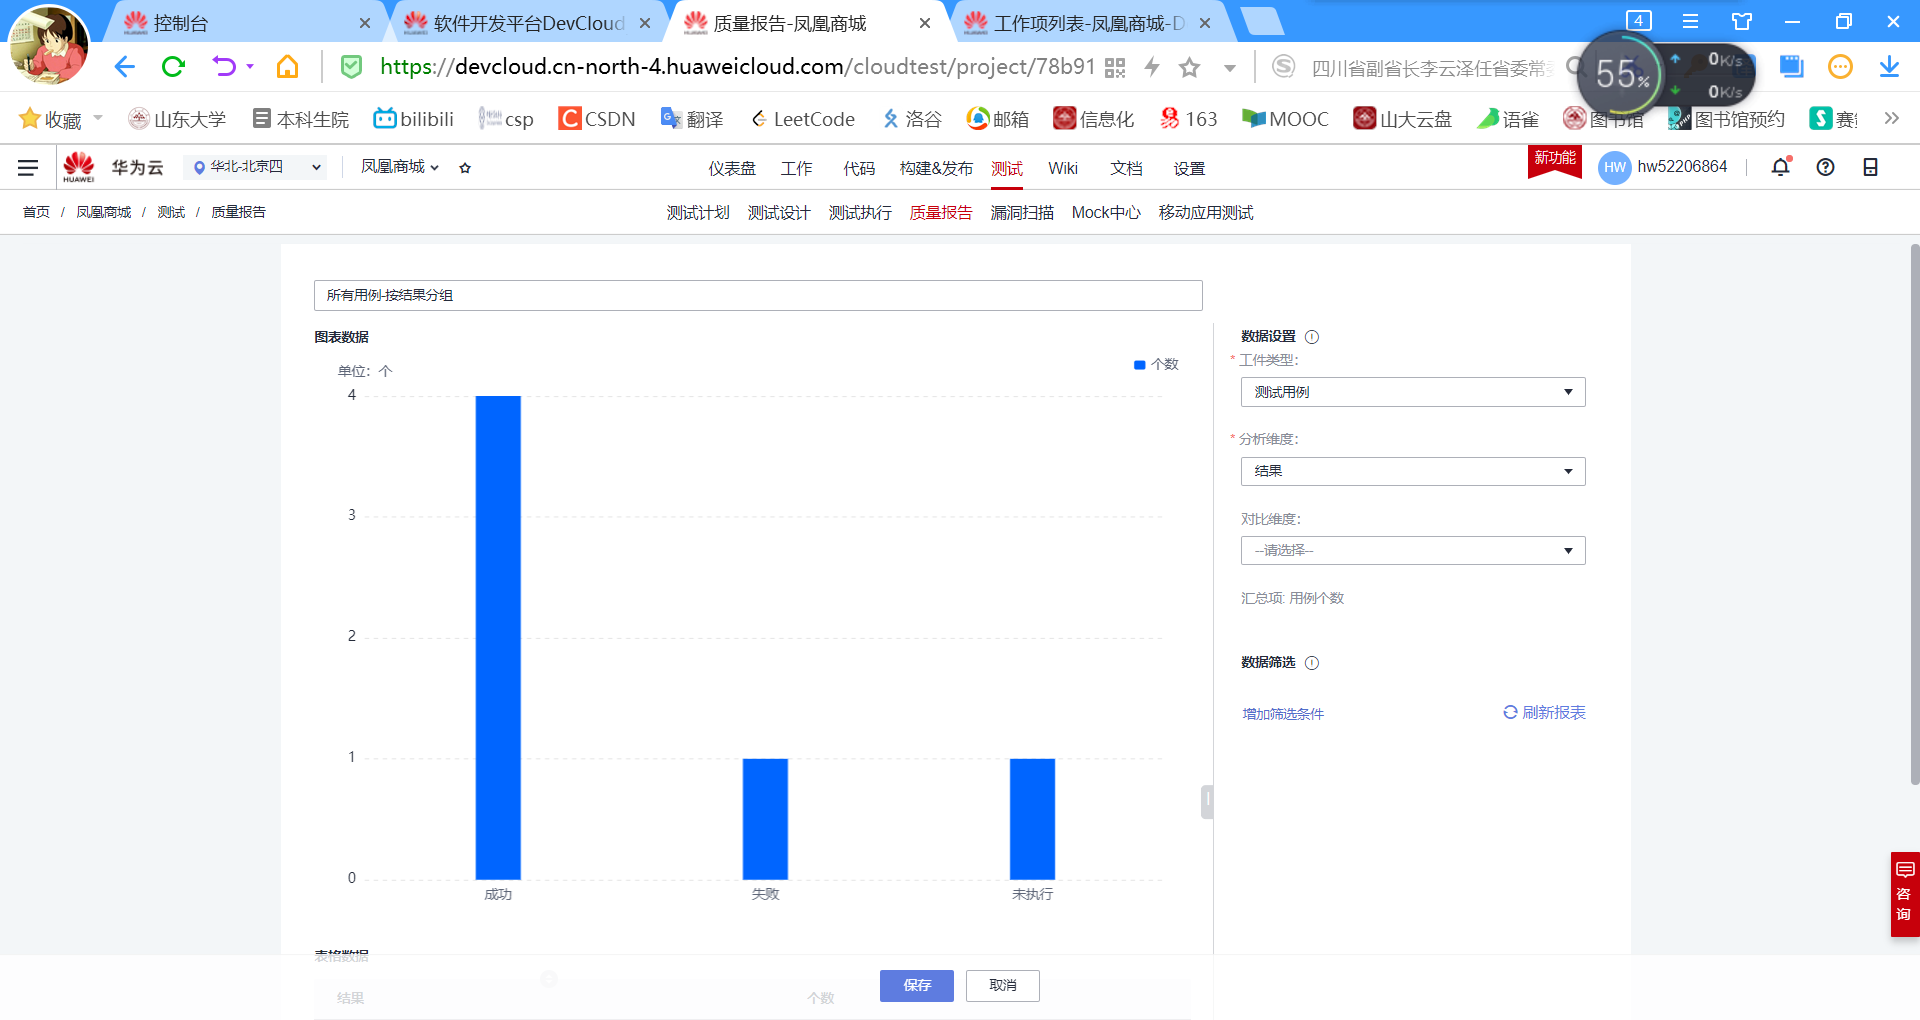 控制台
软件开发平台DevCloud
质量报告-凤凰商城
工作项列表-凤凰商城-D
4
https://devcloud.cn-north-4.huaweicloud.com/cloudtest/project/78b91
四川省副省长李云泽任省委常
55%
0K/s
0K/s
收藏
山东大学
本科生院
bilibili
csp
CSDN
翻译
LeetCode
洛谷
邮箱
信息化
163
MOOC
山大云盘
语雀
图书馆
图书馆预约
HUAWEI
华为云
华北-北京四
凤凰商城
仪表盘
工作
代码
构建&发布
测试
Wiki
文档
设置
新功能
HW
hw52206864
首页 / 凤凰商城 / 测试 / 质量报告
测试计划
测试设计
测试执行
质量报告
漏洞扫描
Mock中心
移动应用测试
所有用例-按结果分组
图表数据
单位：个
个数
4
3
2
1
0
成功
失败
未执行
数据设置
* 工件类型：
测试用例
* 分析维度：
结果
对比维度：
--请选择--
汇总项: 用例个数
数据筛选
增加筛选条件
刷新报表
咨询
表格数据
结果
个数
保存
取消